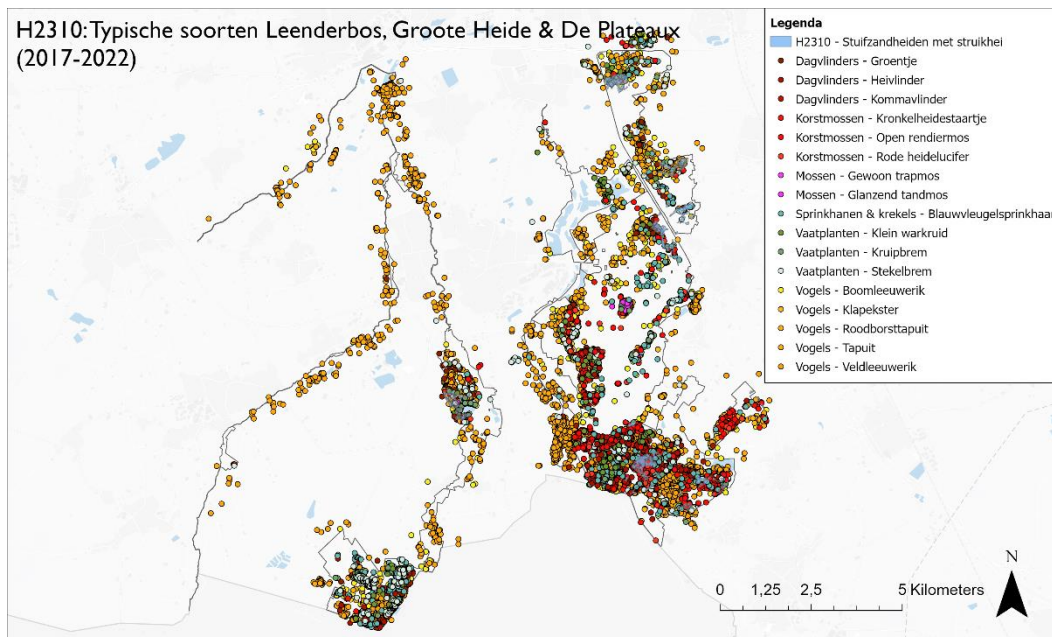 H2310: Typische soorten Leenderbos, Groote Heide & De Plateaux
(2017-2022)
Legenda
H2310 - Stuifzandheiden met struikhei
Dagvlinders - Groentje
Dagvlinders - Heivlinder
Dagvlinders - Kommavlinder
Korstmossen - Kronkelheidestaartje
Korstmossen - Open rendiermos
Korstmossen - Rode heidelucifer
Mossen - Gewoon trapmos
Mossen - Glanzend tandmos
Sprinkhanen & krekels - Blauwvleugelsprinkhaan
Vaatplanten - Klein warkruid
Vaatplanten - Kruipbrem
Vaatplanten - Stekelbrem
Vogels - Boomleeuwerik
Vogels - Klapekster
Vogels - Roodborsttapuit
Vogels - Tapuit
Vogels - Veldleeuwerik
N
0 1,25 2,5 5 Kilometers